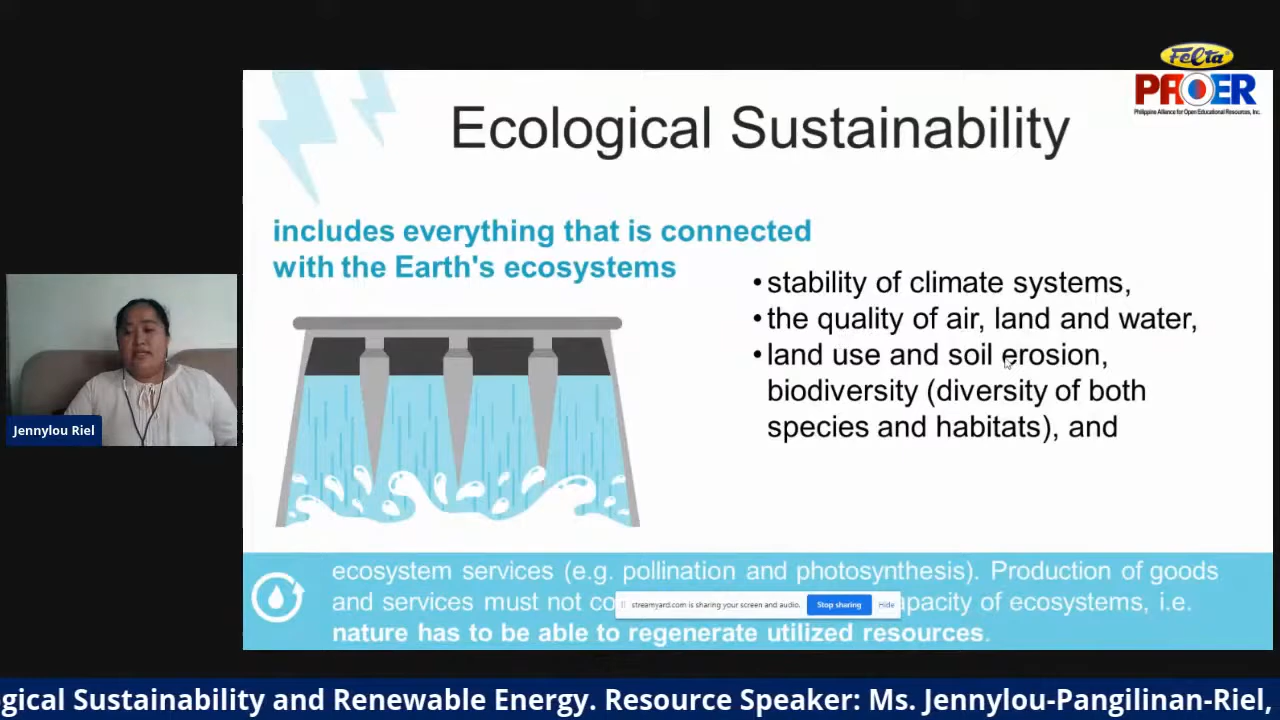 Felta
PAOER
Philippine Alliance for Open Educational Resources, Inc.
Ecological Sustainability
includes everything that is connected
with the Earth's ecosystems
•stability of climate systems,
•the quality of air, land and water,
•land use and soil erosion,
biodiversity (diversity of both
species and habitats), and
Jennylou Riel
ecosystem services (e.g. pollination and photosynthesis). Production of goods
and services must not co apacity of ecosystems, i.e.
streamyard.com is sharing your screen and audio. Stop sharing Hide
nature has to be able to regenerate utilized resources.
gical Sustainability and Renewable Energy. Resource Speaker: Ms. Jennylou-Pangilinan-Riel,